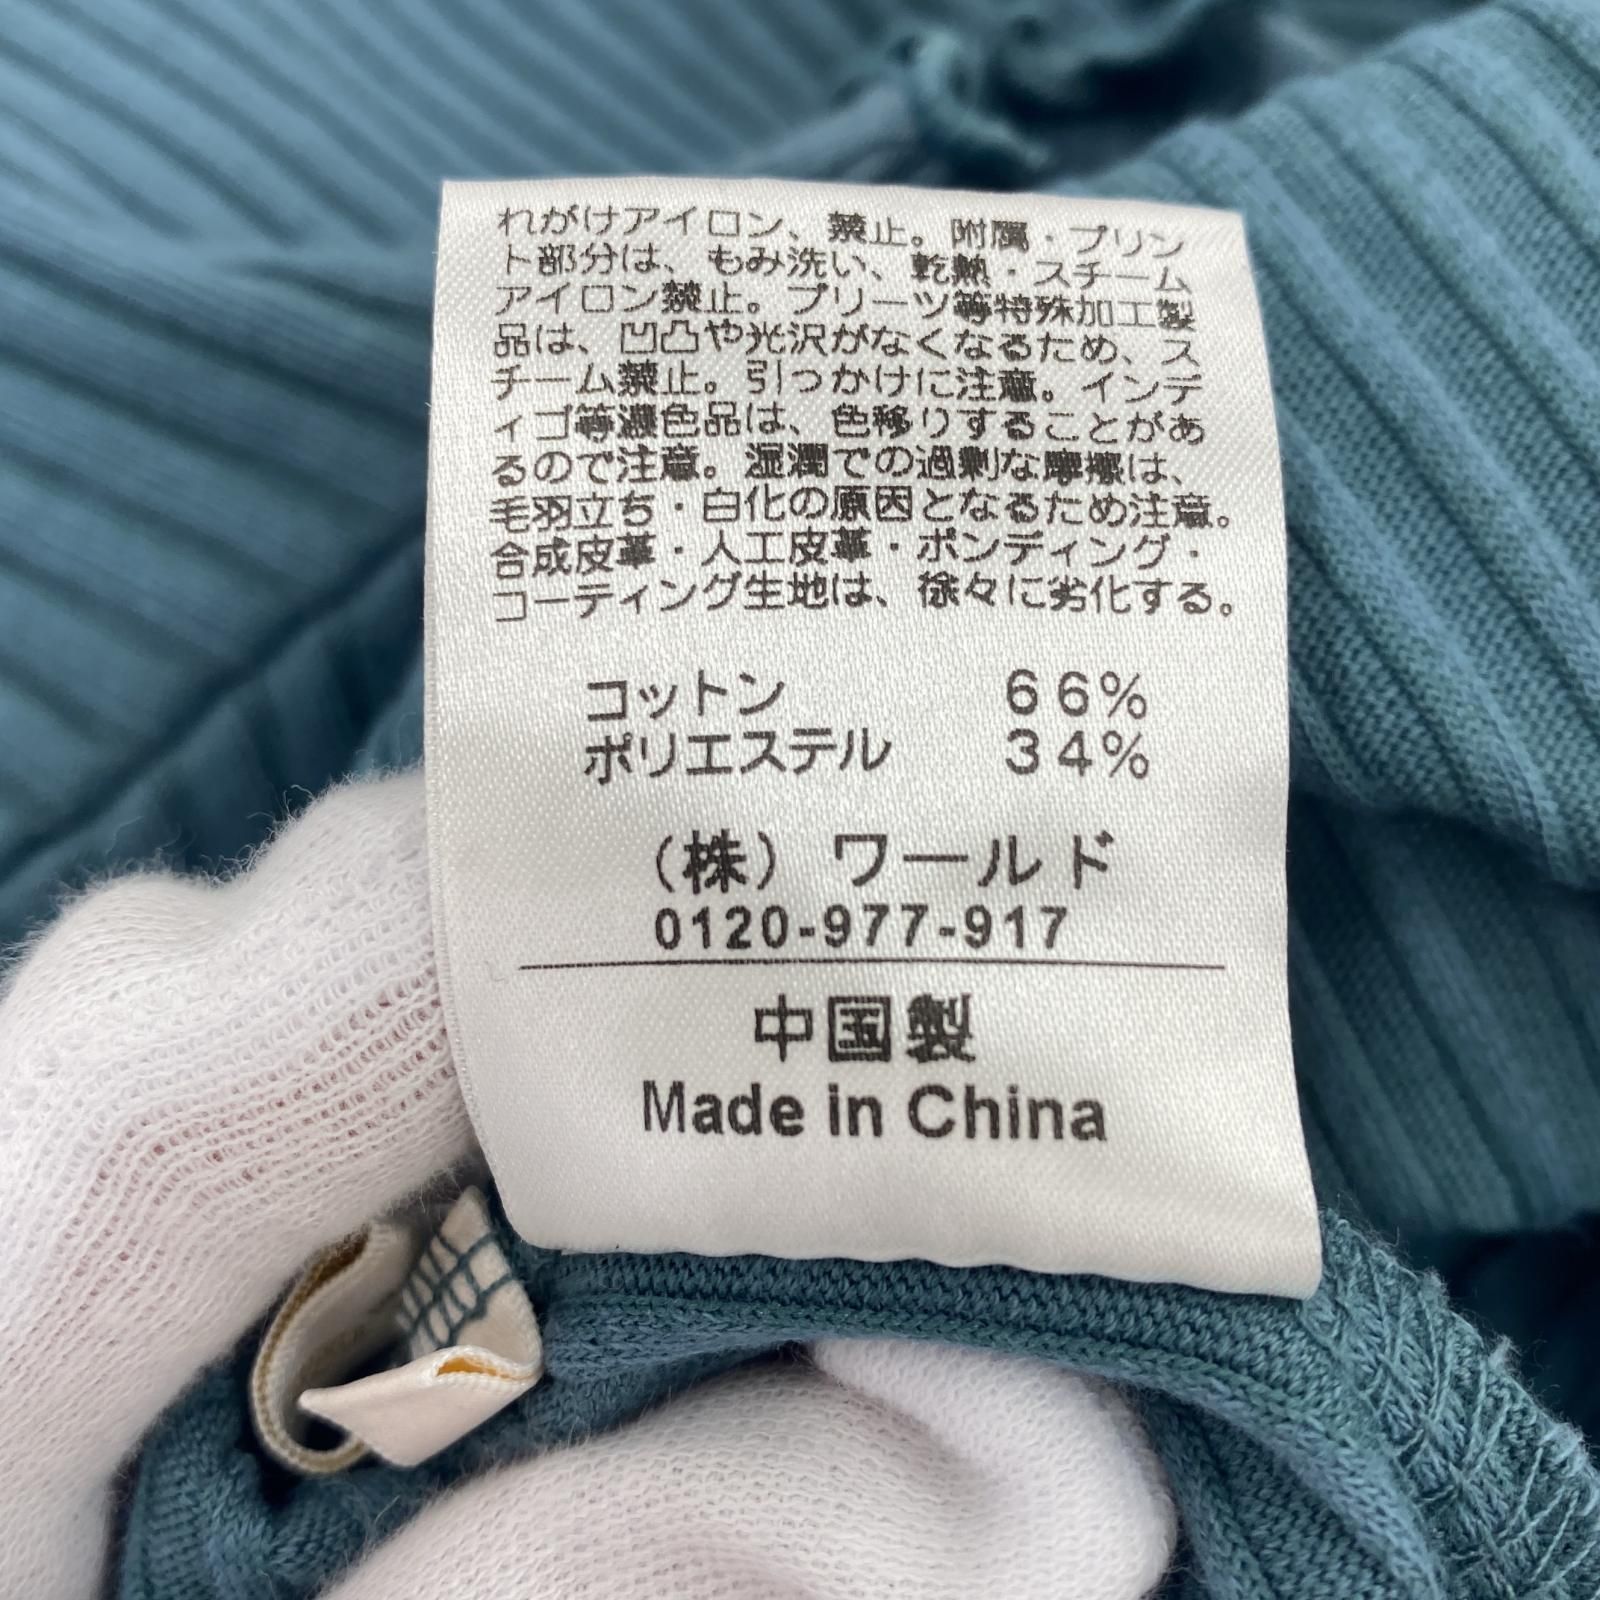 れがけアイロン、禁止。附属・プリン
ト部分は、もみ洗い、乾熱・スチーム
アイロン禁止。プリーツ等特殊加工製
品は、凹凸や光沢がなくなるため、ス
チーム禁止。引っかけに注意。インデ
ィゴ等濃色品は、色移りすることがあ
るので注意。湿潤での過剰な摩擦は、
毛羽立ち・白化の原因となるため注意。
合成皮革・人工皮革・ボンディング・
コーティング生地は、徐々に劣化する。
コットン 66%
ポリエステル 34%
(株) ワールド
0120-977-917
中国製
Made in China